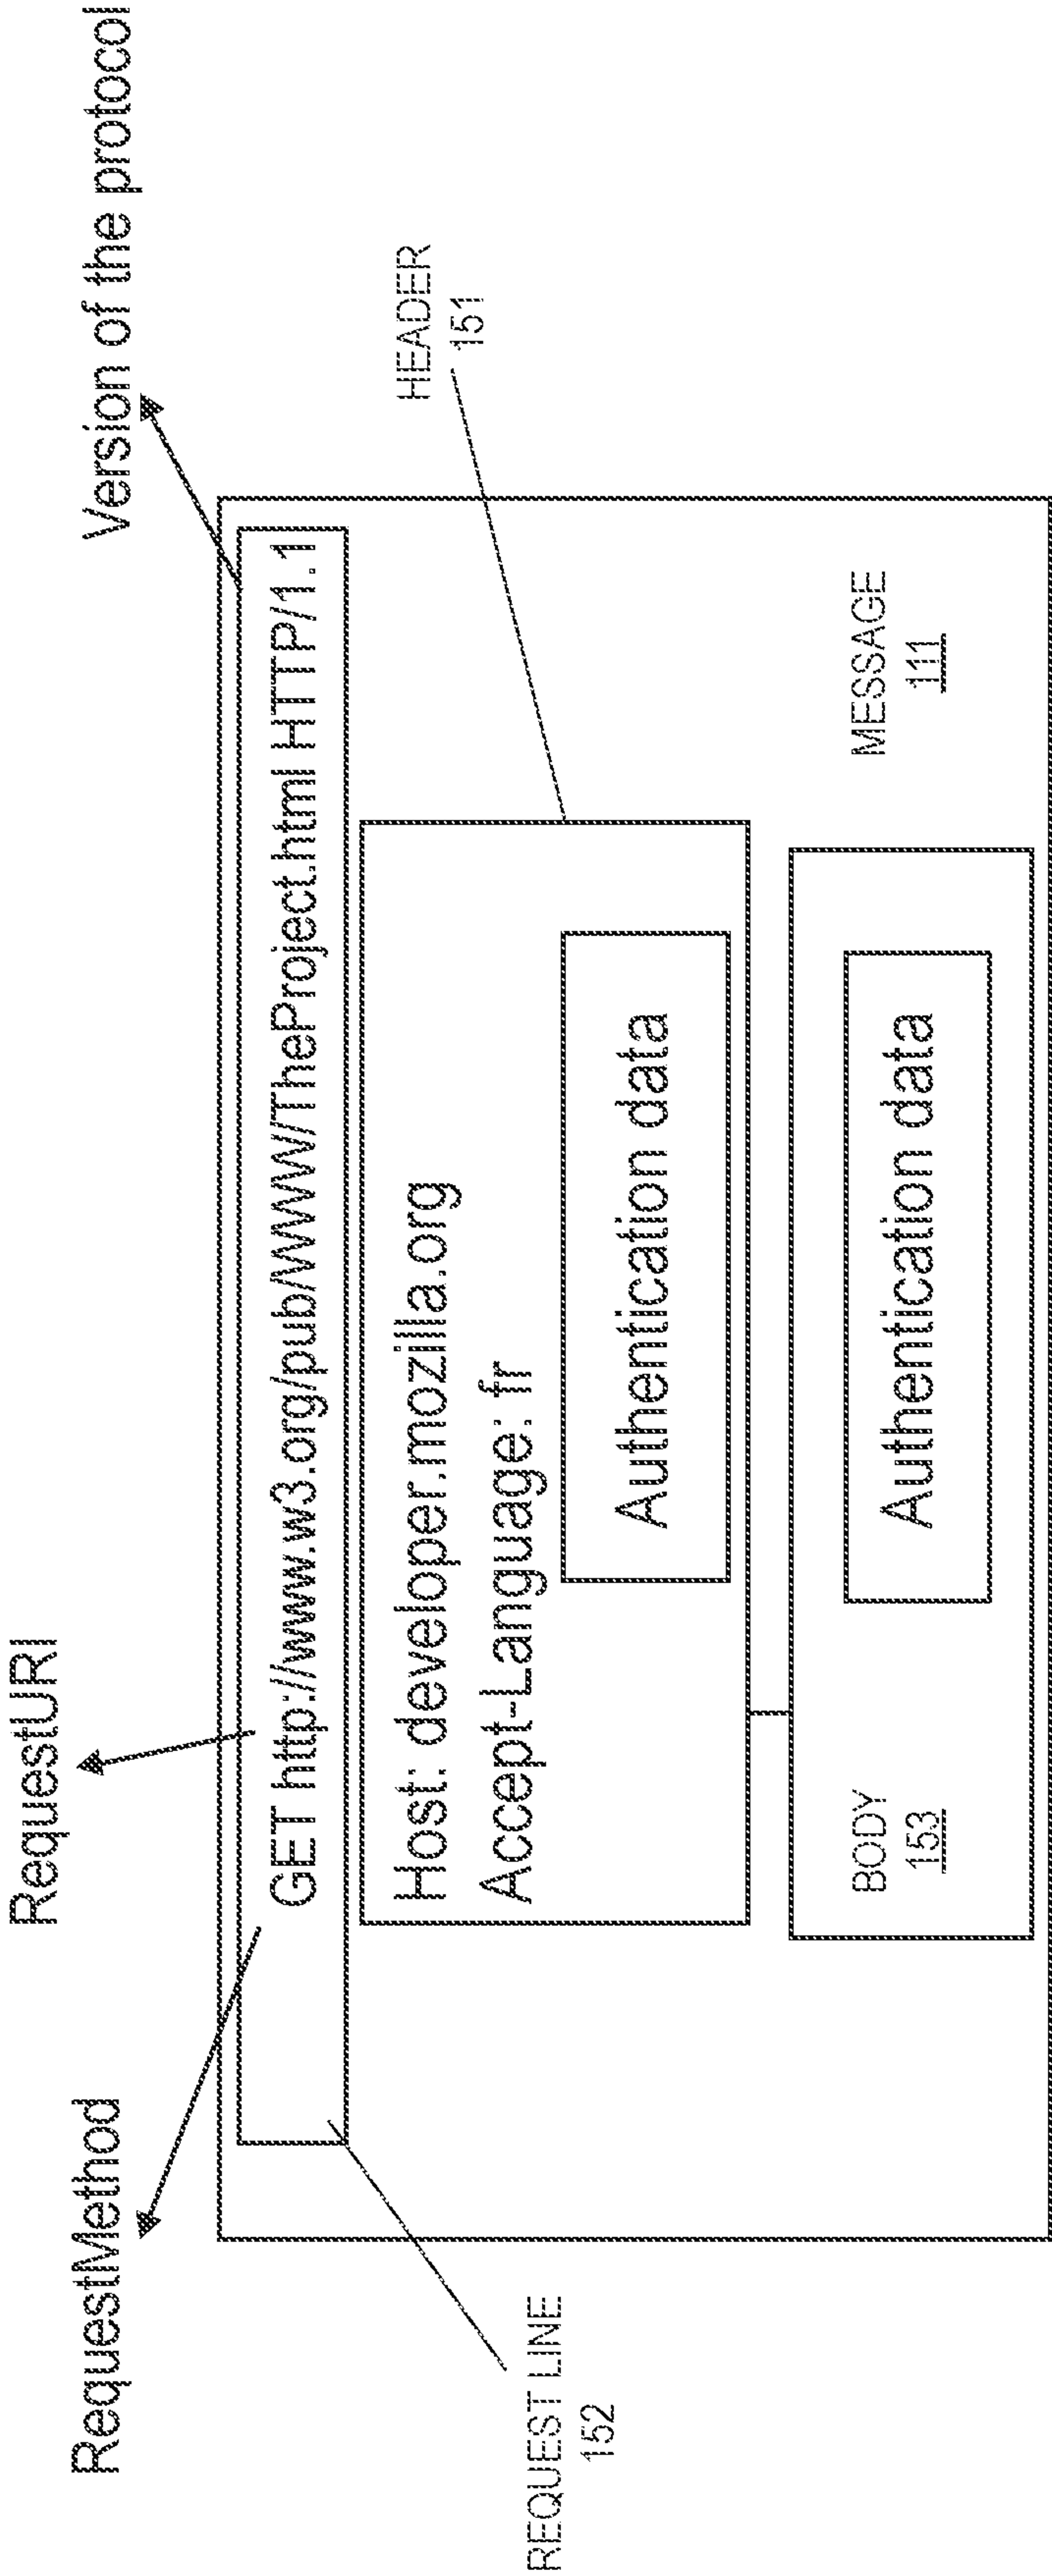 RequestURI
RequestMethod
Version of the protocol
GET http://www.w3.org/pub/WWW/TheProject.html HTTP/1.1
HEADER
151
Host: developer.mozilla.org
Accept-Language: fr
REQUEST LINE
152
Authentication data
BODY
153
Authentication data
MESSAGE
111